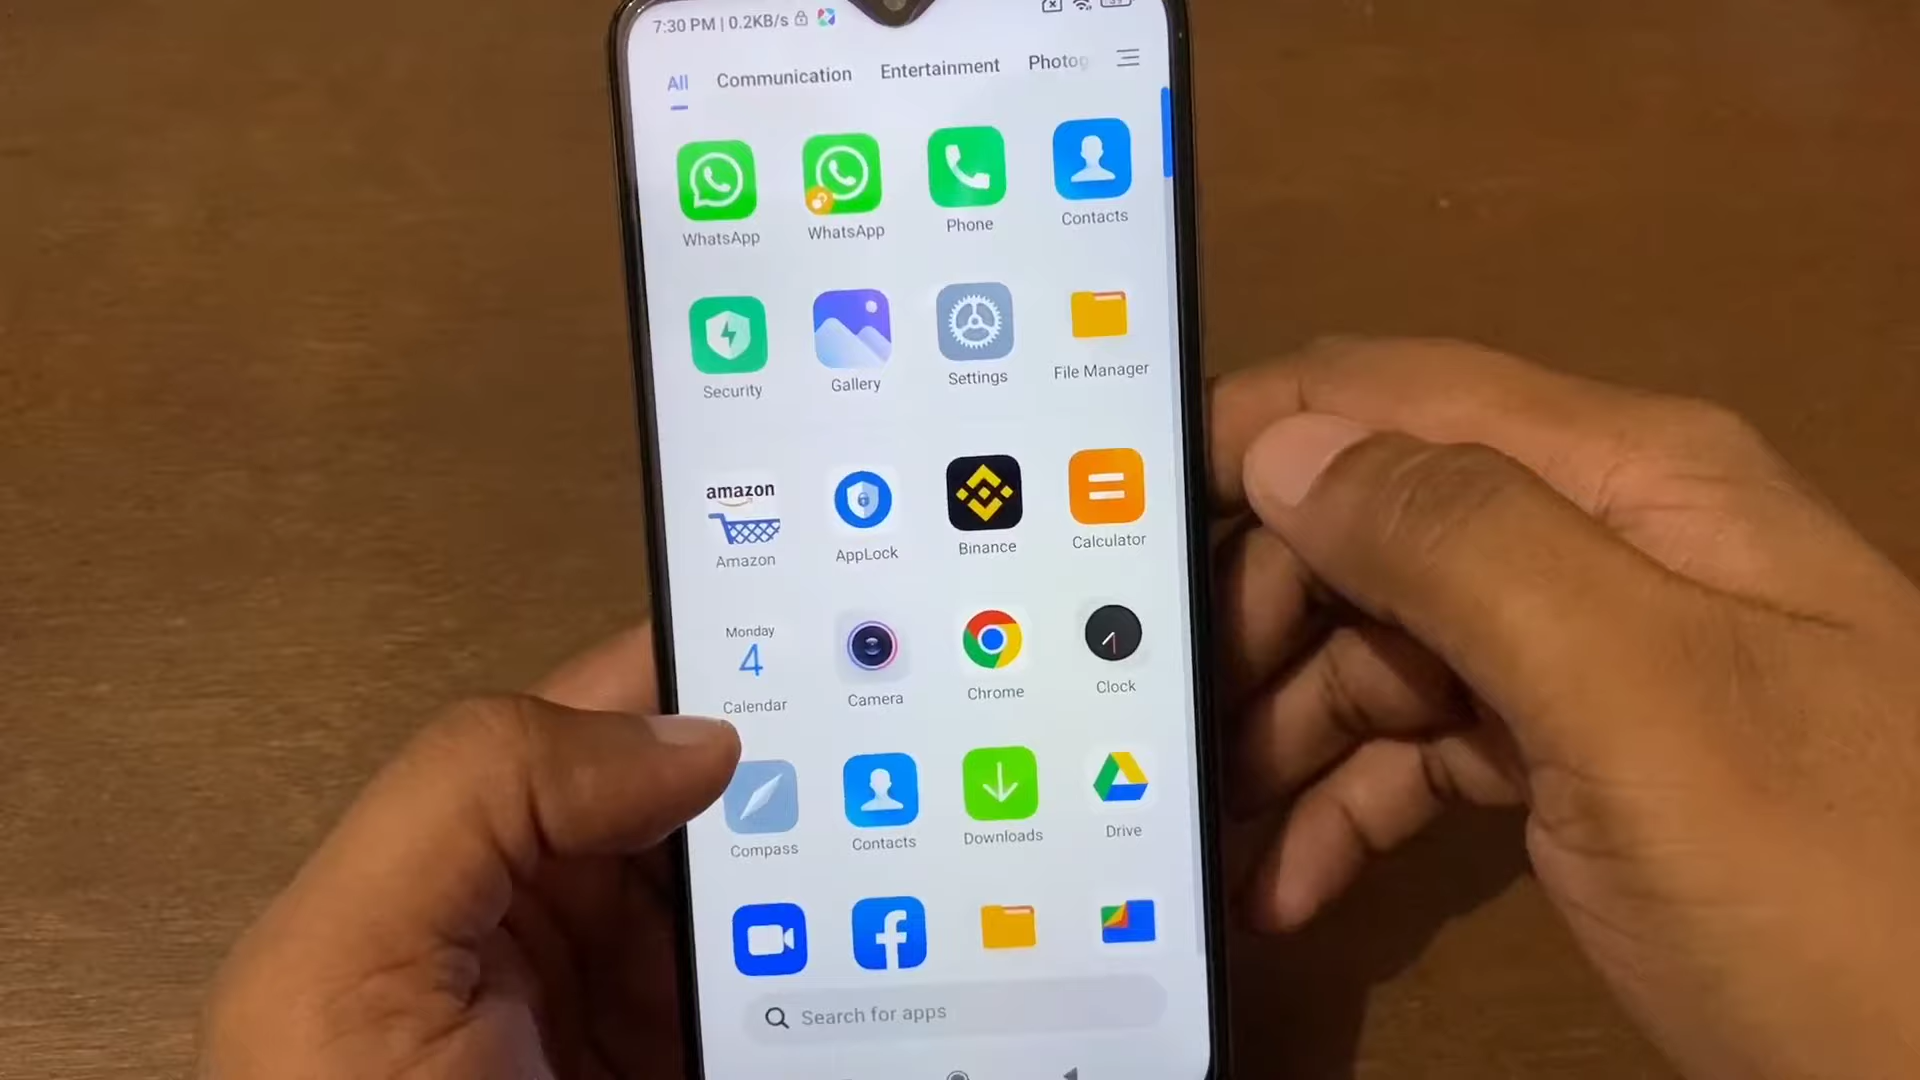 7:30 PM | 0.2KB/s
All Communication Entertainment Photog
WhatsApp WhatsApp Phone Contacts
Security Gallery Settings File Manager
amazon
Amazon AppLock Binance Calculator
Monday
4
Calendar Camera Chrome Clock
Compass Contacts Downloads Drive
Search for apps